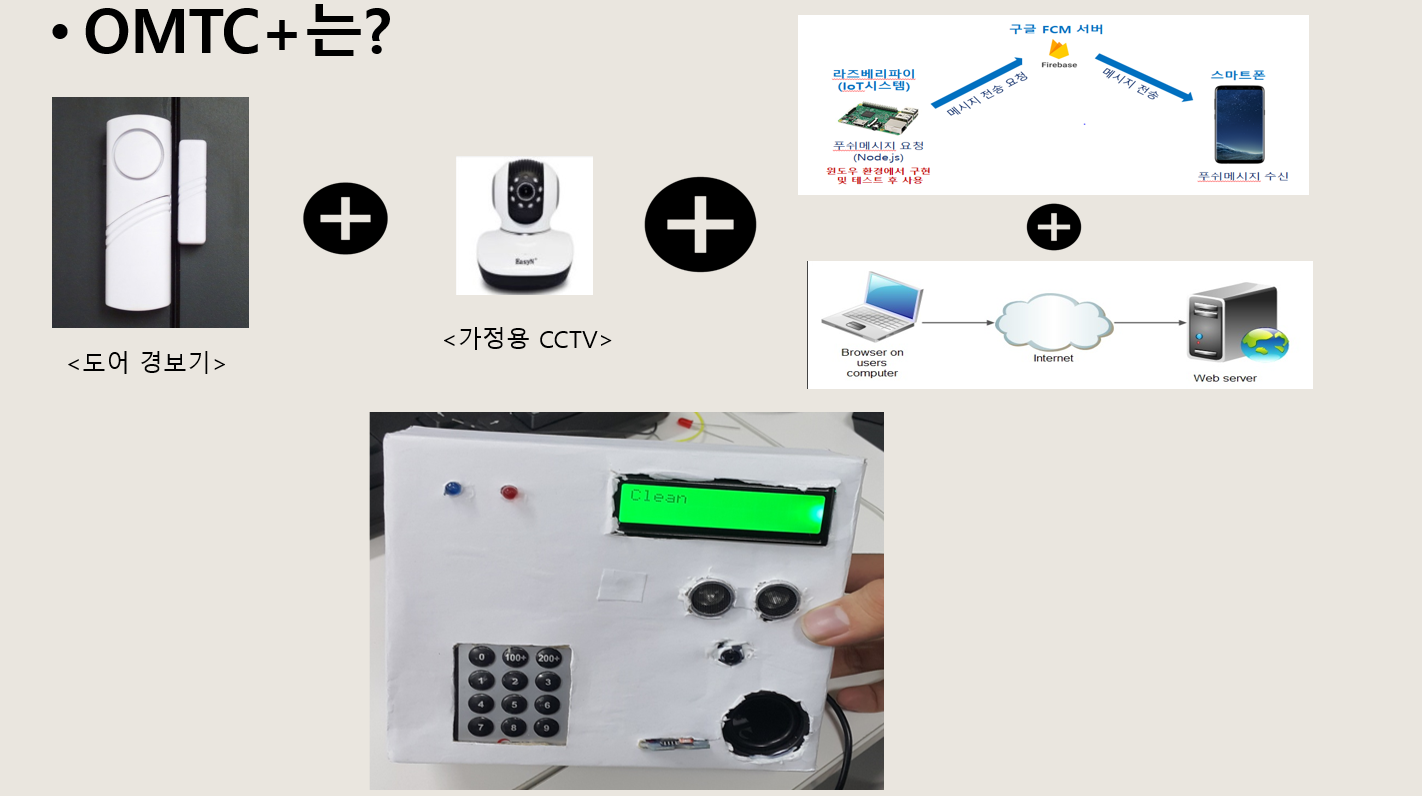 • OMTC+는?
<도어 경보기>
EasyN
<가정용 CCTV>
구글 FCM 서버
Firebase
라즈베리파이
(IoT시스템)
메시지 전송 요청
메시지 전송
스마트폰
푸쉬메시지 요청
(Node.js)
윈도우 환경에서 구현
및 테스트 후 사용
푸쉬메시지 수신
Browser on
users
computer
Internet
Web server
Clean
0 100+ 200+
1 2 3
4 5 6
7 8 9